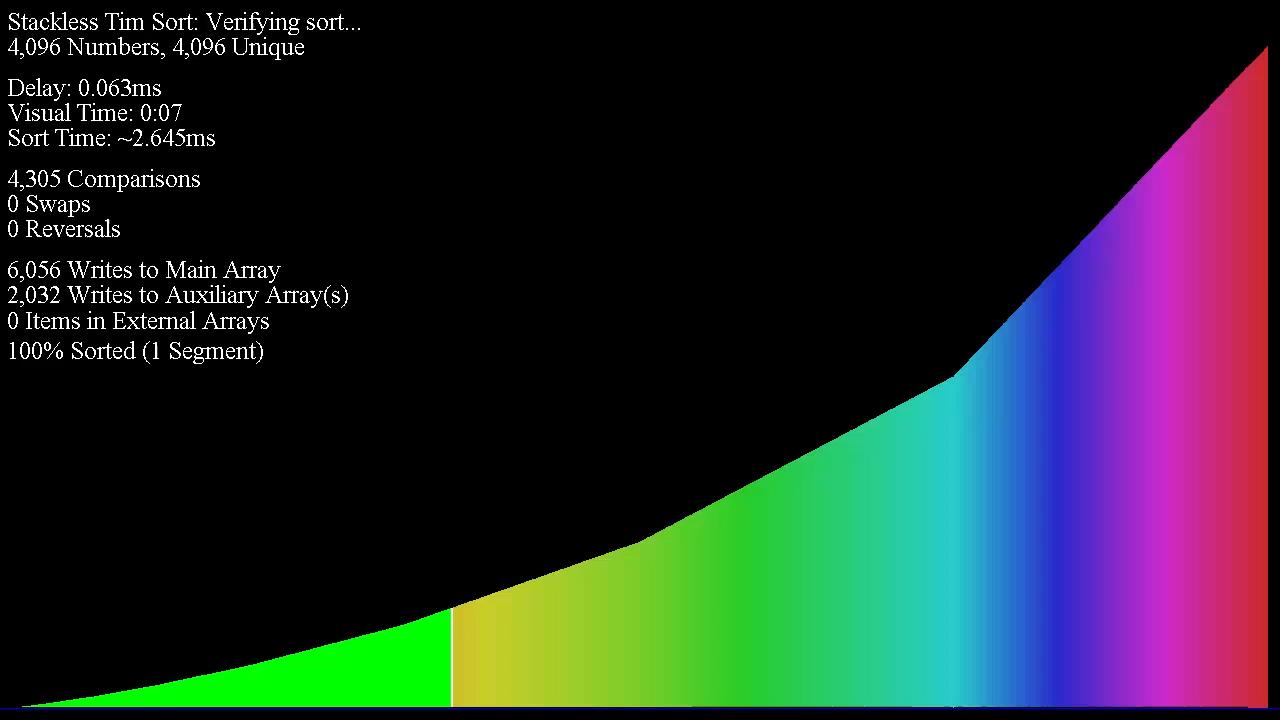 Stackless Tim Sort: Verifying sort...
4,096 Numbers, 4,096 Unique
Delay: 0.063ms
Visual Time: 0:07
Sort Time: ~2.645ms
4,305 Comparisons
0 Swaps
0 Reversals
6,056 Writes to Main Array
2,032 Writes to Auxiliary Array(s)
0 Items in External Arrays
100% Sorted (1 Segment)